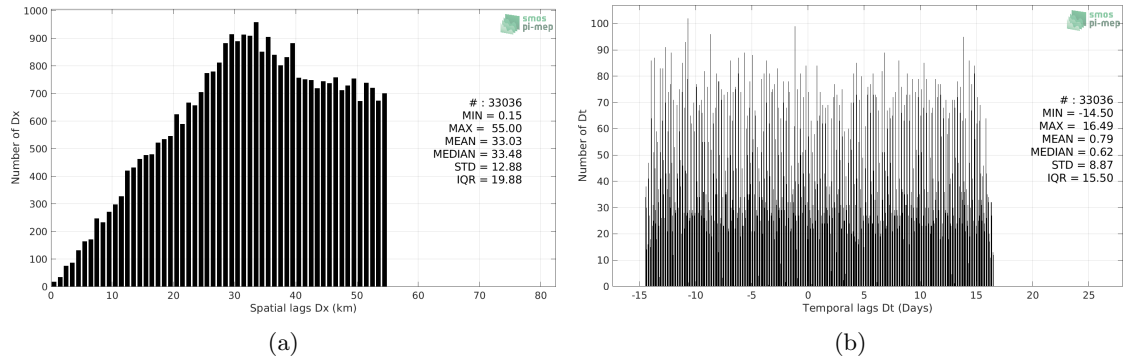 1000
900
800
700
600
500
400
300
200
100
0
Number of Dx
0 10 20 30 40 50 60 70 80
Spatial lags Dx (km)
smos
pi-mep
# : 33036
MIN = 0.15
MAX = 55.00
MEAN = 33.03
MEDIAN = 33.48
STD = 12.88
IQR = 19.88
(a)
100
90
80
70
60
50
40
30
20
10
0
Number of Dt
-15 -10 -5 0 5 10 15 20 25
Temporal lags Dt (Days)
smos
pi-mep
# : 33036
MIN = -14.50
MAX = 16.49
MEAN = 0.79
MEDIAN = 0.62
STD = 8.87
IQR = 15.50
(b)